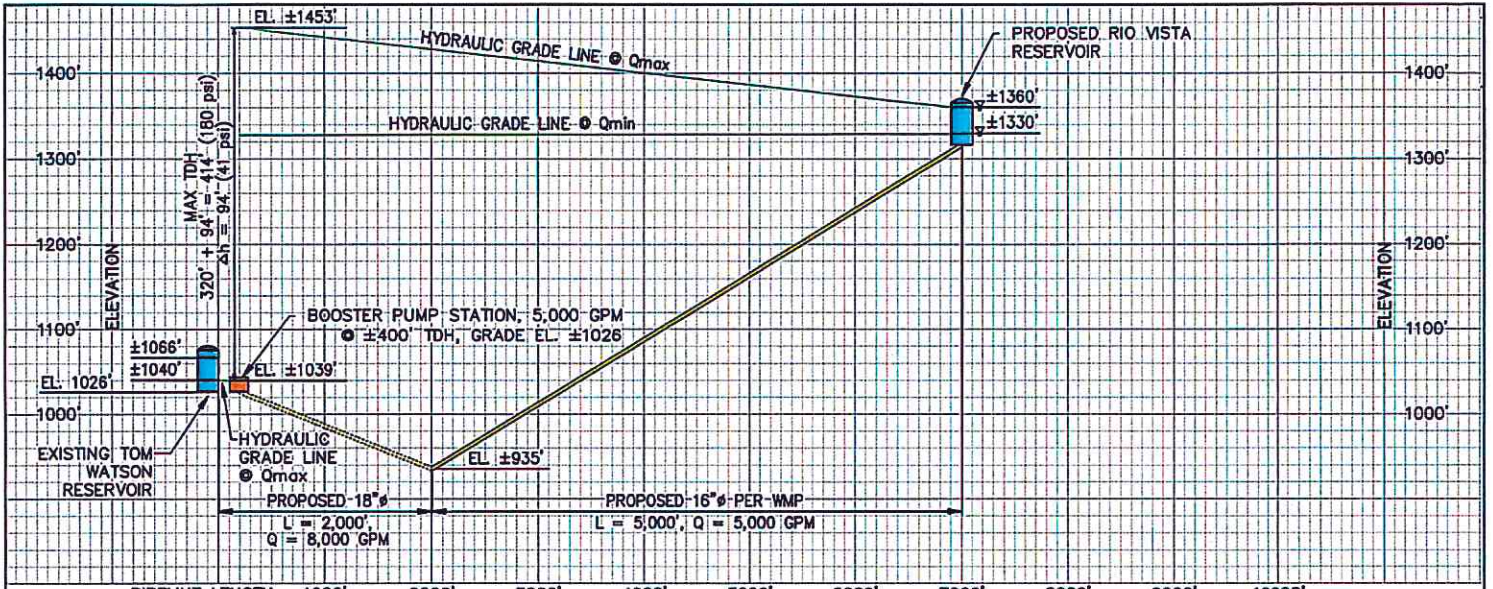 EL. ±1453'
HYDRAULIC GRADE LINE @ Qmax
PROPOSED RIO VISTA
RESERVOIR
1400'
1400'
±1360'
±1330'
HYDRAULIC GRADE LINE @ Qmin
MAX TDH
320' + 94' = 414' (180 psi)
Δh = 94' (41 psi)
1300'
1300'
1200'
1200'
ELEVATION
ELEVATION
BOOSTER PUMP STATION, 5,000 GPM
@ ±400' TDH, GRADE EL. ±1026
1100'
1100'
±1066'
±1040'
EL. ±1039'
EL. 1026'
1000'
1000'
EXISTING TOM
WATSON
RESERVOIR
HYDRAULIC
GRADE LINE
@ Qmax
EL. ±935'
PROPOSED 18"ø
L = 2,000',
Q = 8,000 GPM
PROPOSED 16"ø PER WMP
L = 5,000', Q = 5,000 GPM